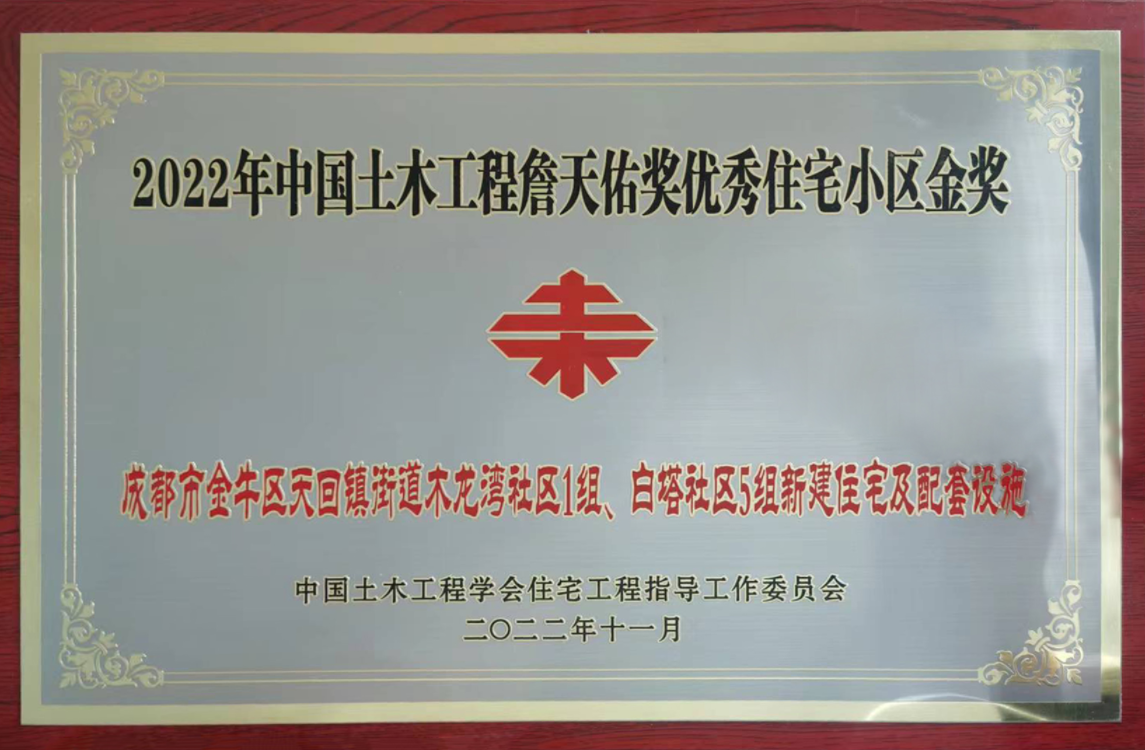 2022年中国土木工程詹天佑奖优秀住宅小区金奖
成都市金牛区天回镇街道木龙湾社区1组、白塔社区5组新建住宅及配套设施
中国土木工程学会住宅工程指导工作委员会
二〇二二年十一月